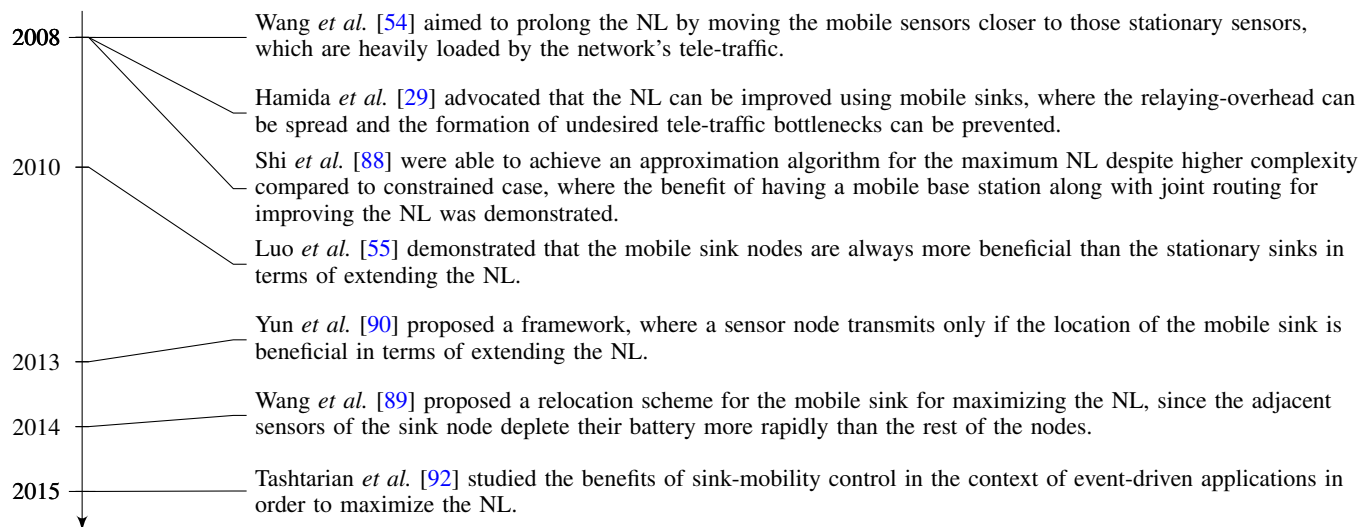 2008
Wang et al. [54] aimed to prolong the NL by moving the mobile sensors closer to those stationary sensors,
which are heavily loaded by the network's tele-traffic.
Hamida et al. [29] advocated that the NL can be improved using mobile sinks, where the relaying-overhead can
be spread and the formation of undesired tele-traffic bottlenecks can be prevented.
2010
Shi et al. [88] were able to achieve an approximation algorithm for the maximum NL despite higher complexity
compared to constrained case, where the benefit of having a mobile base station along with joint routing for
improving the NL was demonstrated.
Luo et al. [55] demonstrated that the mobile sink nodes are always more beneficial than the stationary sinks in
terms of extending the NL.
Yun et al. [90] proposed a framework, where a sensor node transmits only if the location of the mobile sink is
beneficial in terms of extending the NL.
2013
Wang et al. [89] proposed a relocation scheme for the mobile sink for maximizing the NL, since the adjacent
sensors of the sink node deplete their battery more rapidly than the rest of the nodes.
2014
Tashtarian et al. [92] studied the benefits of sink-mobility control in the context of event-driven applications in
order to maximize the NL.
2015